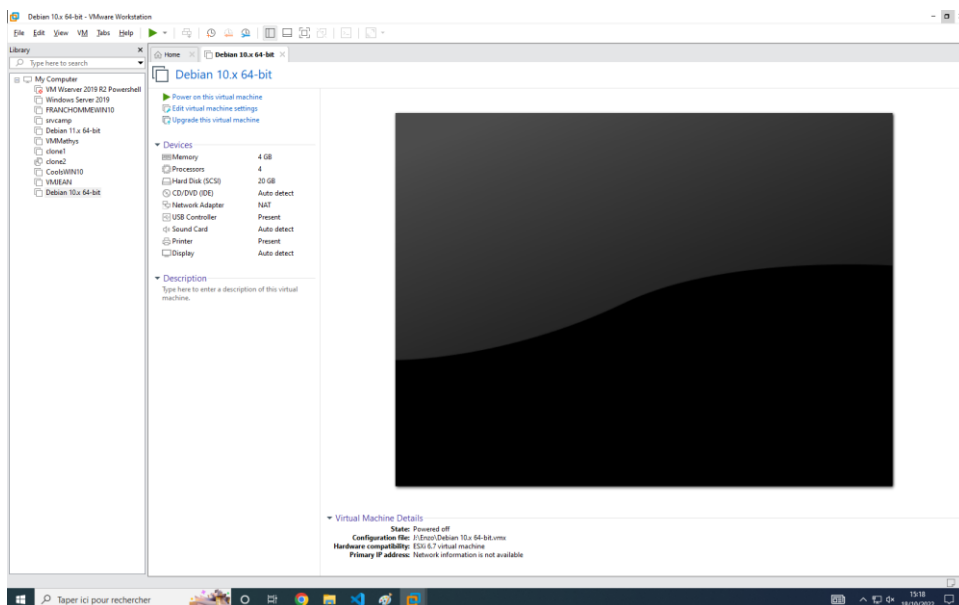 Debian 10.x 64-bit - VMware Workstation
File Edit View VM Tabs Help
Library
Type here to search
My Computer
VM Wserver 2019 R2 Powershell
Windows Server 2019
FRANCHOMMEWIN10
srvcamp
Debian 11.x 64-bit
VMMathys
clone1
clone2
CoolsWIN10
VMJEAN
Debian 10.x 64-bit
Home
Debian 10.x 64-bit
Debian 10.x 64-bit
Power on this virtual machine
Edit virtual machine settings
Upgrade this virtual machine
Devices
Memory 4 GB
Processors 4
Hard Disk (SCSI) 20 GB
CD/DVD (IDE) Auto detect
Network Adapter NAT
USB Controller Present
Sound Card Auto detect
Printer Present
Display Auto detect
Description
Type here to enter a description of this virtual
machine.
Virtual Machine Details
State: Powered off
Configuration file: J:\Enzo\Debian 10.x 64-bit.vmx
Hardware compatibility: ESXi 6.7 virtual machine
Primary IP address: Network information is not available
Taper ici pour rechercher
15:18
18/10/2022